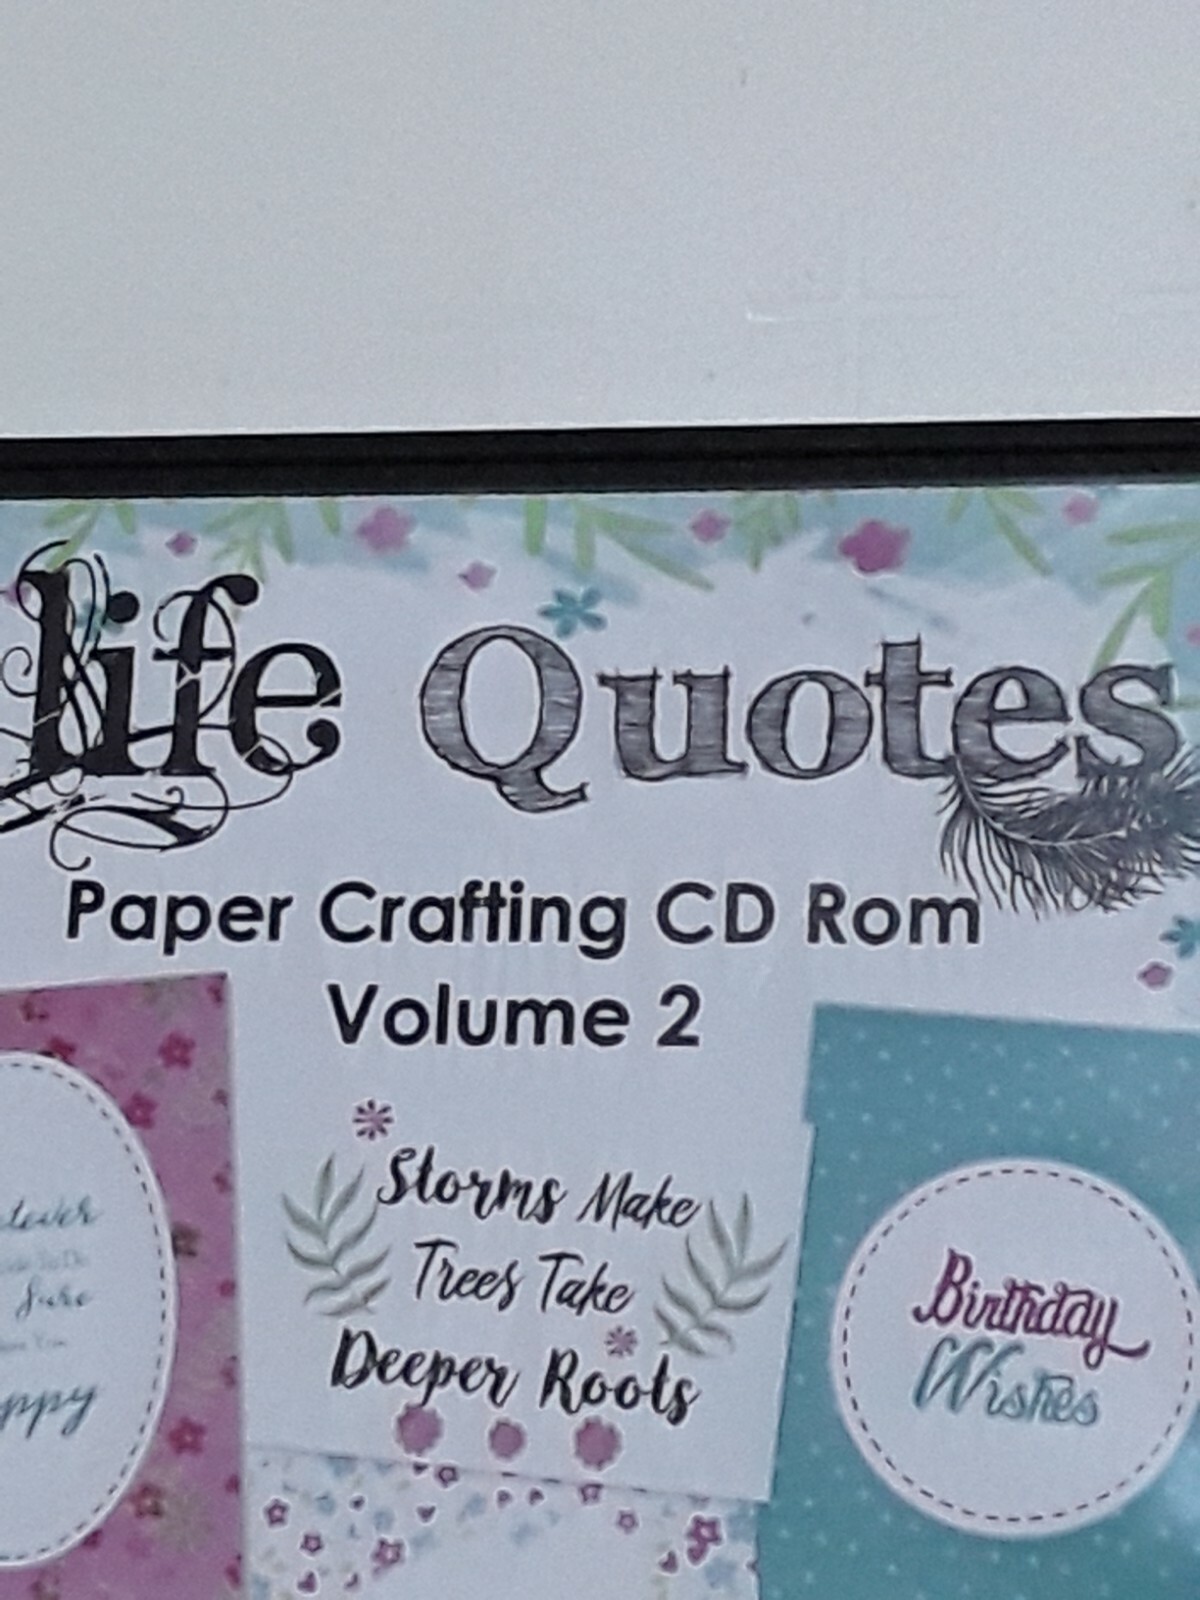 life Quotes
Paper Crafting CD Rom
Volume 2
Storms Make
Trees Take
Deeper Roots
Birthday
Wishes